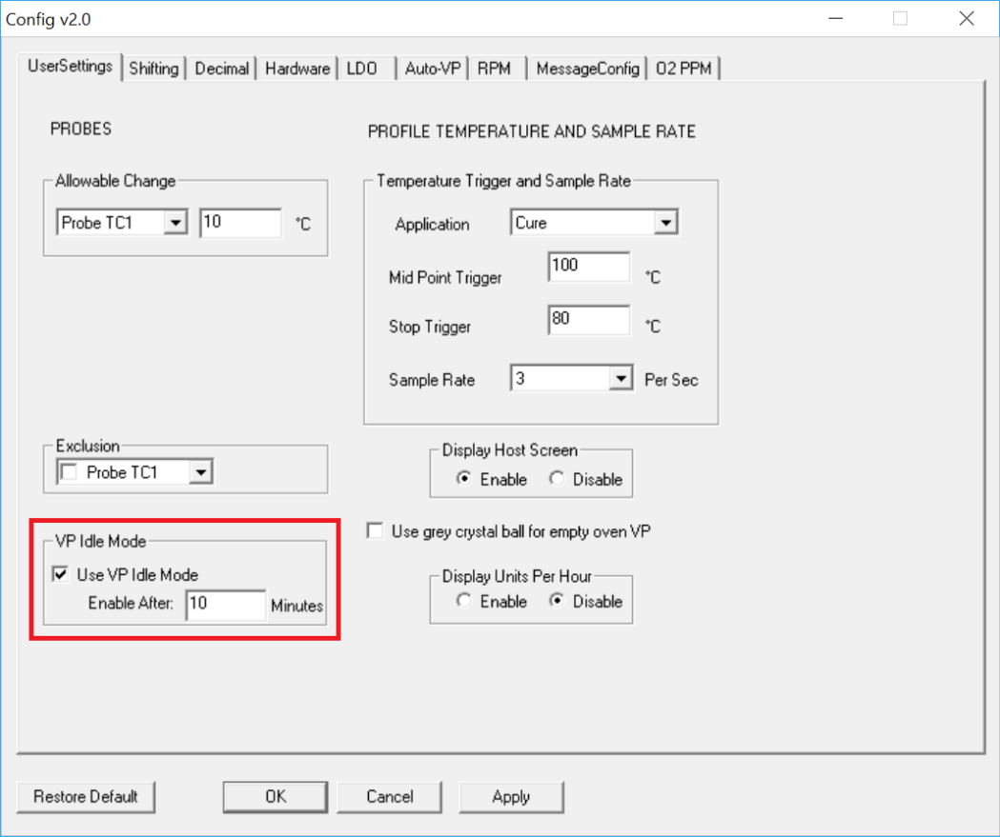 Config v2.0
UserSettings Shifting Decimal Hardware LDO Auto-VP RPM MessageConfig O2 PPM
PROBES
PROFILE TEMPERATURE AND SAMPLE RATE
Allowable Change
Probe TC1 10 °C
Temperature Trigger and Sample Rate
Application Cure
Mid Point Trigger 100 °C
Stop Trigger 80 °C
Sample Rate 3 Per Sec
Exclusion
Probe TC1
Display Host Screen
Enable Disable
VP Idle Mode
Use VP Idle Mode
Enable After: 10 Minutes
Use grey crystal ball for empty oven VP
Display Units Per Hour
Enable Disable
Restore Default OK Cancel Apply